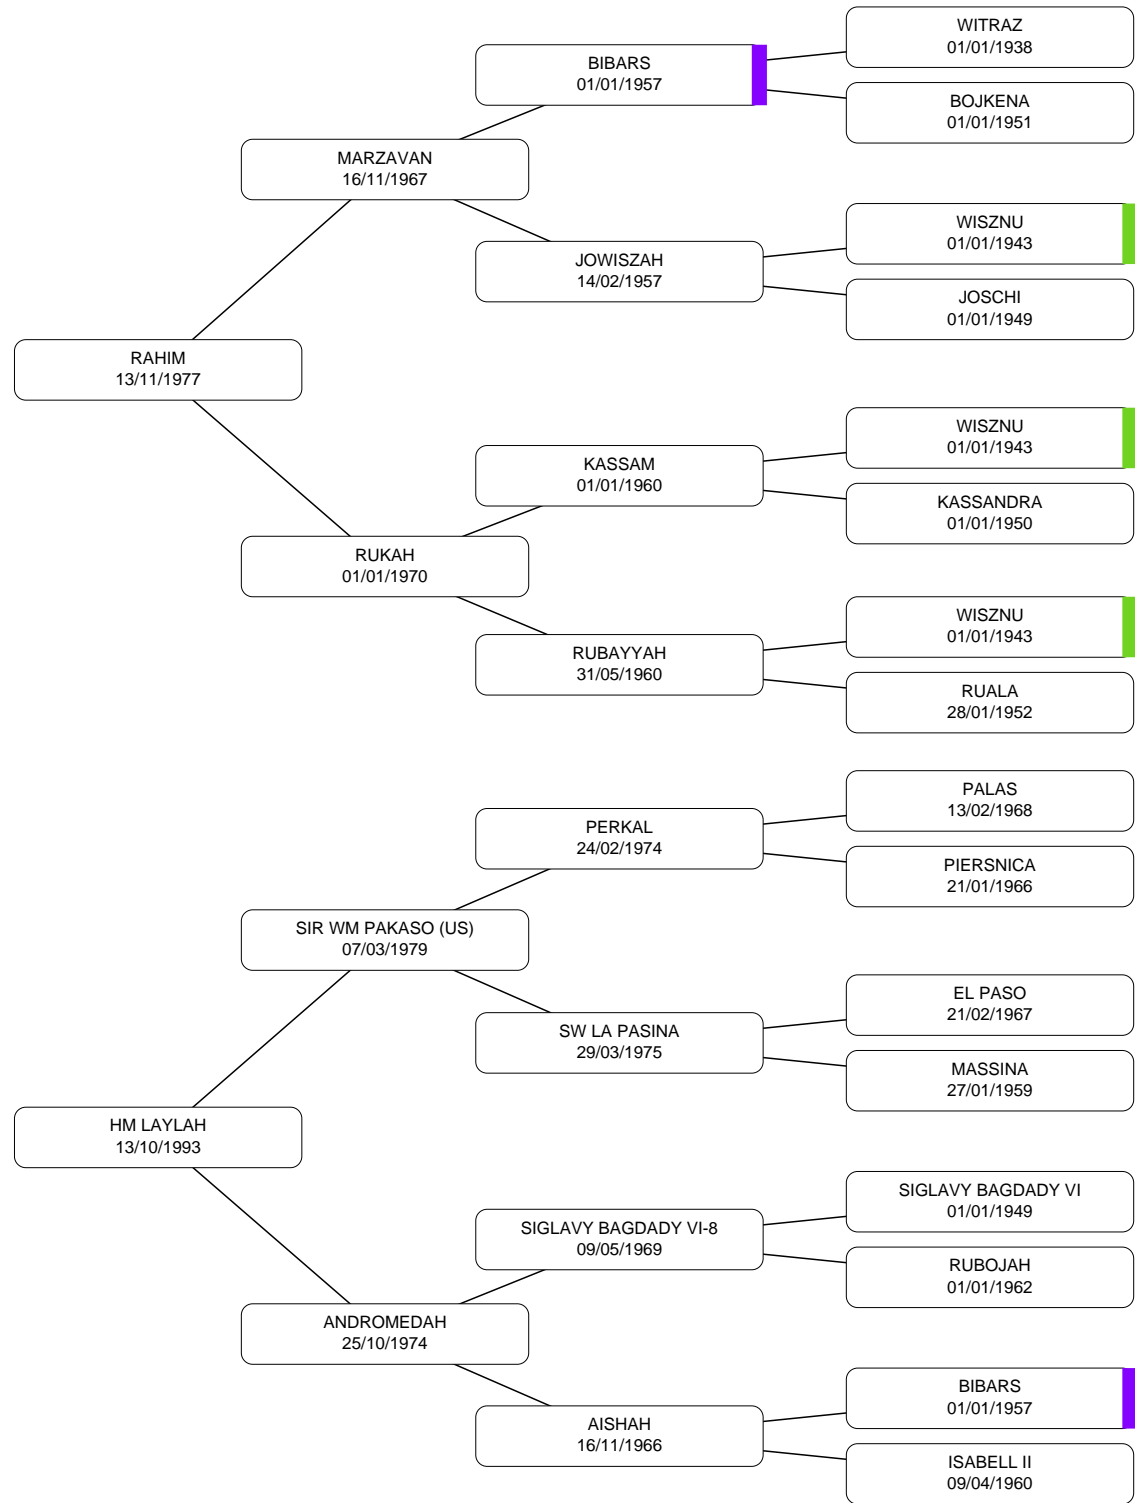 WITRAZ
01/01/1938
BIBARS
01/01/1957
BOJKENA
01/01/1951
MARZAVAN
16/11/1967
WISZNU
01/01/1943
JOWISZAH
14/02/1957
JOSCHI
01/01/1949
RAHIM
13/11/1977
WISZNU
01/01/1943
KASSAM
01/01/1960
KASSANDRA
01/01/1950
RUKAH
01/01/1970
WISZNU
01/01/1943
RUBAYYAH
31/05/1960
RUALA
28/01/1952
PALAS
13/02/1968
PERKAL
24/02/1974
PIERSNICA
21/01/1966
SIR WM PAKASO (US)
07/03/1979
EL PASO
21/02/1967
SW LA PASINA
29/03/1975
MASSINA
27/01/1959
HM LAYLAH
13/10/1993
SIGLAVY BAGDADY VI
01/01/1949
SIGLAVY BAGDADY VI-8
09/05/1969
RUBOJAH
01/01/1962
ANDROMEDAH
25/10/1974
BIBARS
01/01/1957
AISHAH
16/11/1966
ISABELL II
09/04/1960